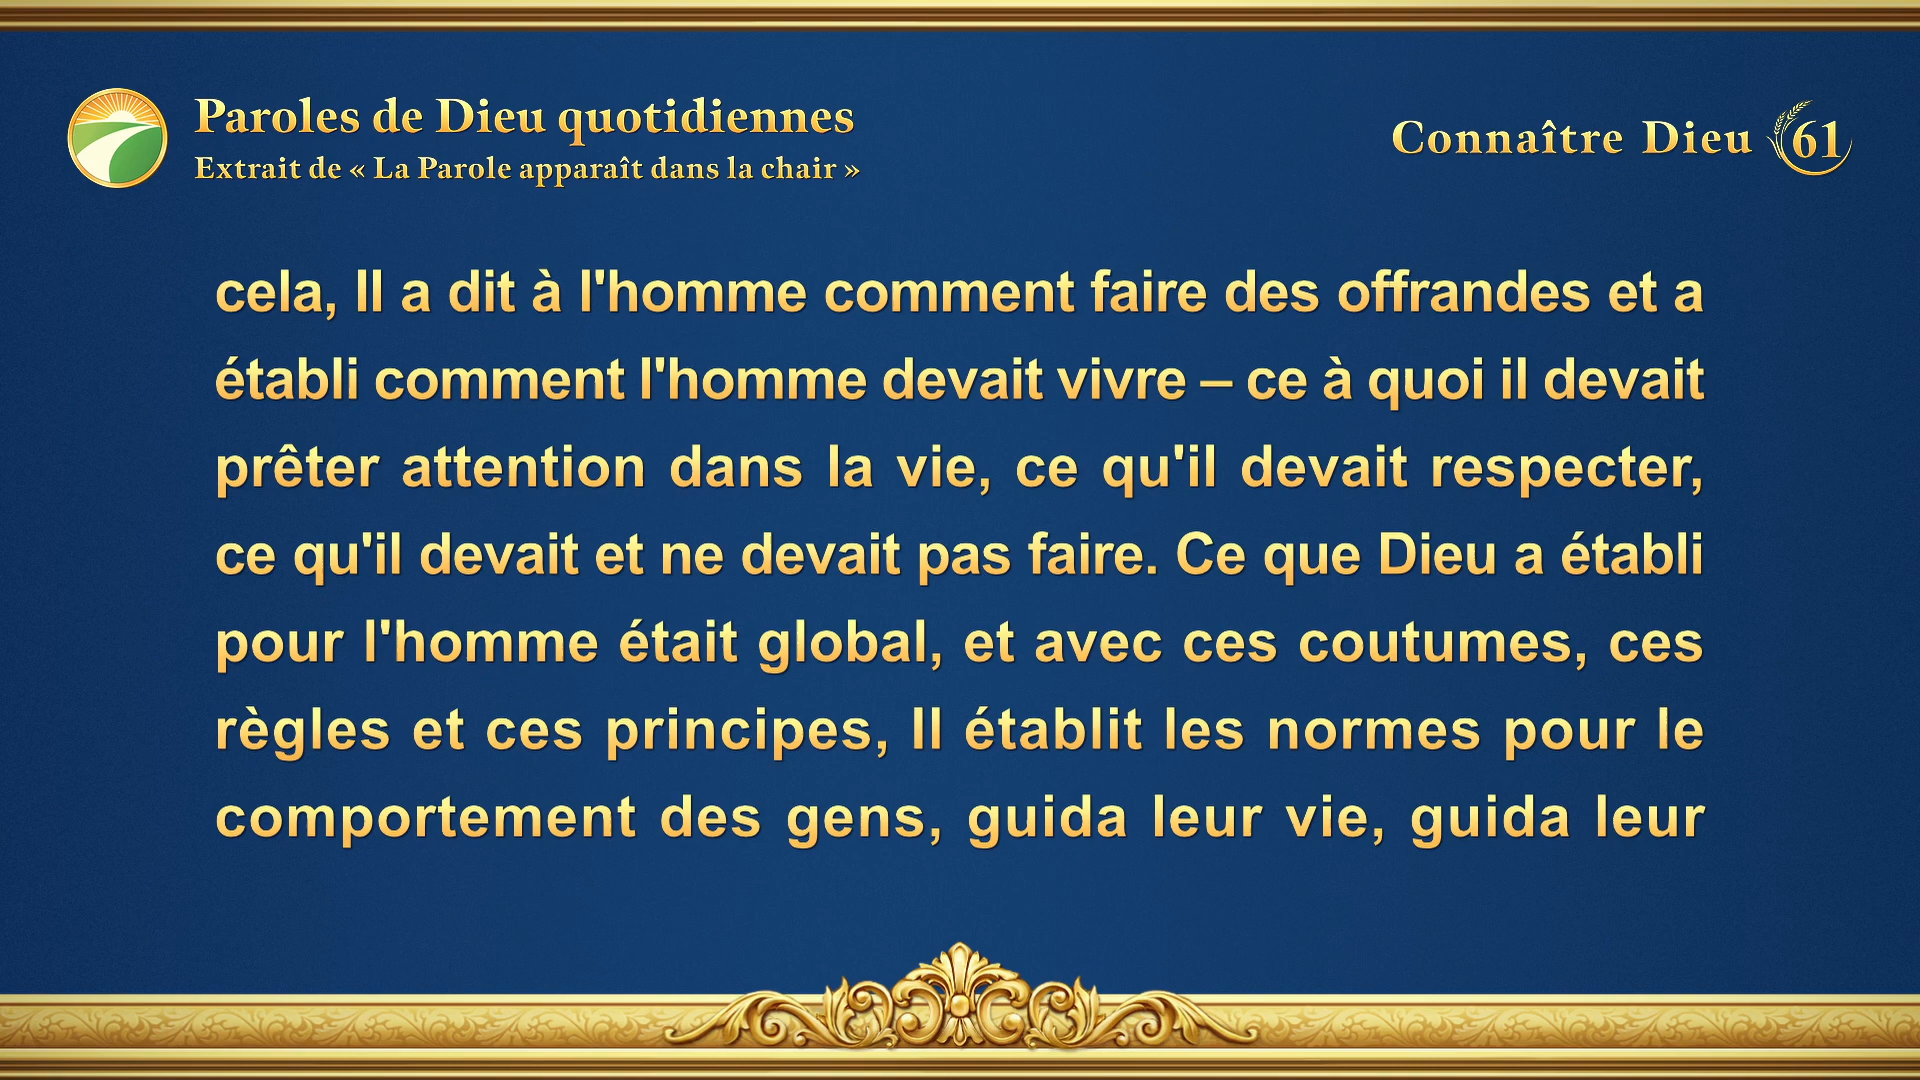 Paroles de Dieu quotidiennes
Extrait de « La Parole apparaît dans la chair »
Connaître Dieu 61
cela, Il a dit à l'homme comment faire des offrandes et a
établi comment l'homme devait vivre – ce à quoi il devait
prêter attention dans la vie, ce qu'il devait respecter,
ce qu'il devait et ne devait pas faire. Ce que Dieu a établi
pour l'homme était global, et avec ces coutumes, ces
règles et ces principes, Il établit les normes pour le
comportement des gens, guida leur vie, guida leur